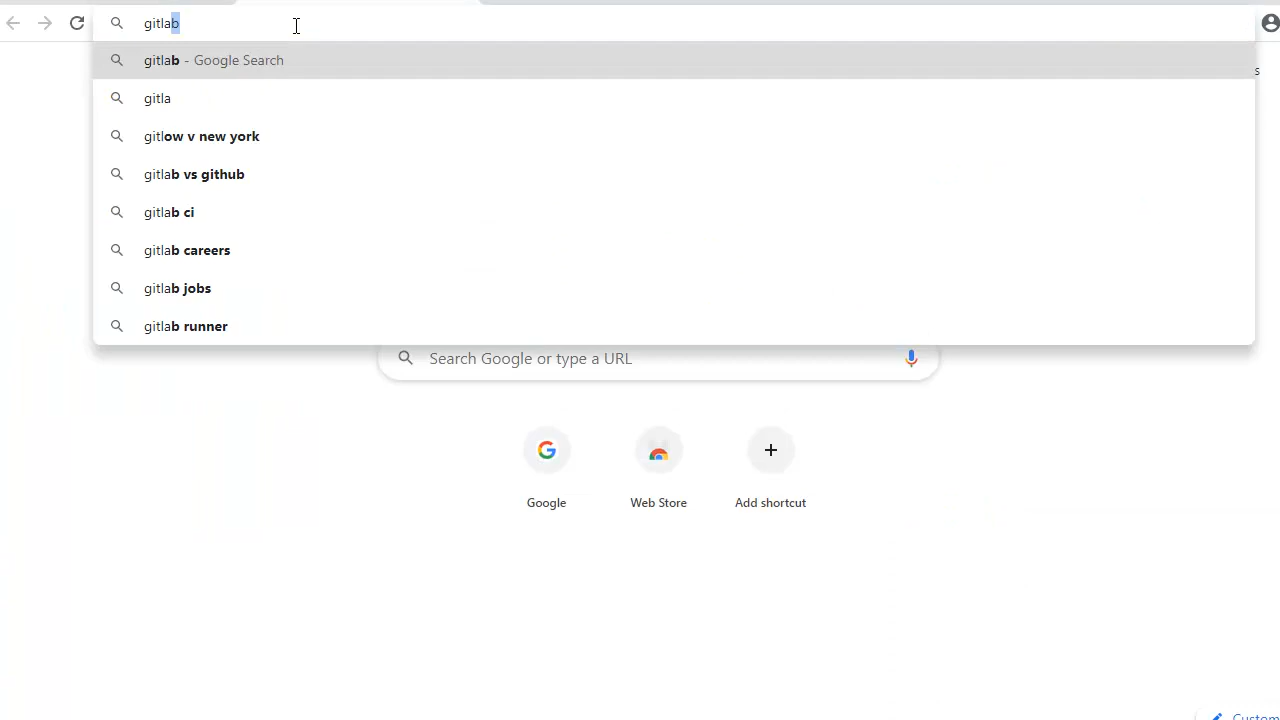 gitlab
gitlab - Google Search
gitla
gitlow v new york
gitlab vs github
gitlab ci
gitlab careers
gitlab jobs
gitlab runner
Search Google or type a URL
Google
Web Store
Add shortcut